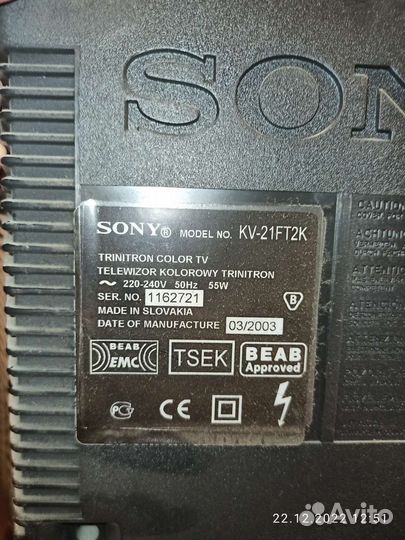 SON
SONY® MODEL NO. KV-21FT2K
TRINITRON COLOR TV
TELEWIZOR KOLOROWY TRINITRON
~ 220-240V 50Hz 55W
SER. NO. 1162721
B
MADE IN SLOVAKIA
DATE OF MANUFACTURE 03/2003
BEAB
EMC
TSEK
BEAB
Approved
CE
CAUTION
ACHTUNG
ATTENTIO
22.12.2022 12:51
Avito